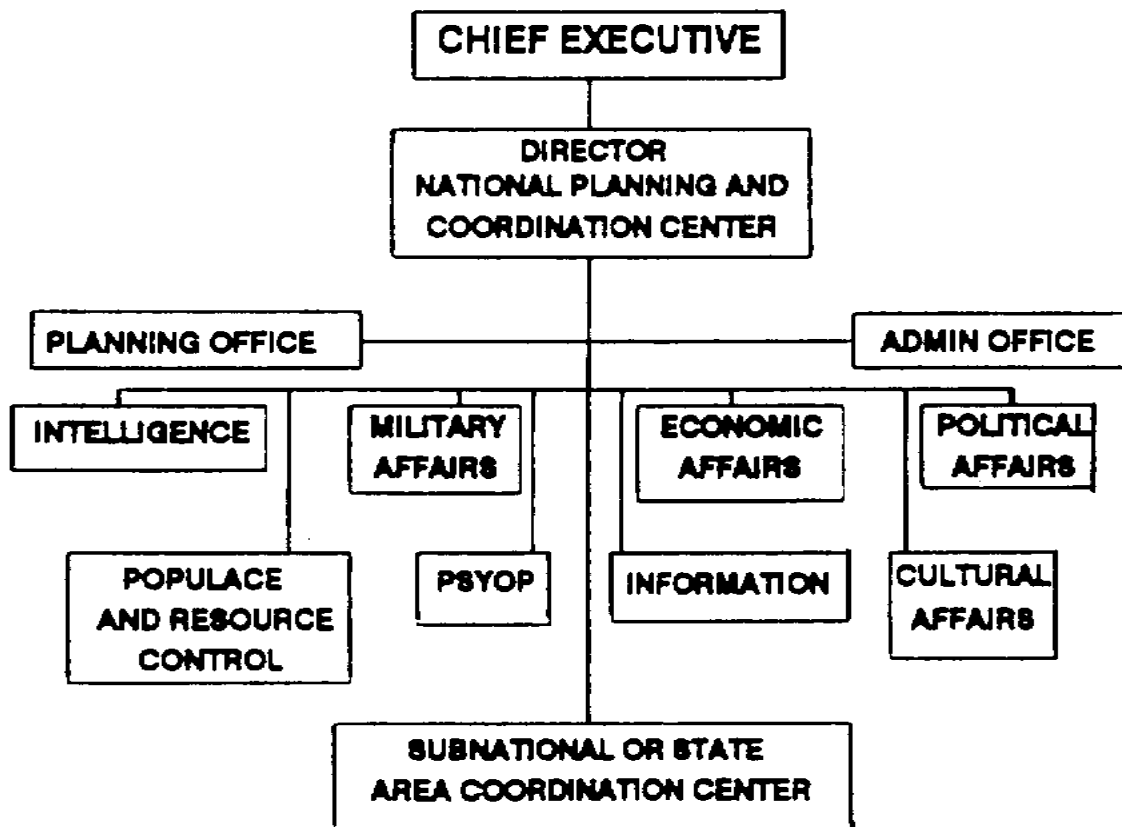 CHIEF EXECUTIVE
DIRECTOR
NATIONAL PLANNING AND
COORDINATION CENTER
PLANNING OFFICE
ADMIN OFFICE
INTELLIGENCE
MILITARY
AFFAIRS
ECONOMIC
AFFAIRS
POLITICAL
AFFAIRS
POPULACE
AND RESOURCE
CONTROL
PSYOP
INFORMATION
CULTURAL
AFFAIRS
SUBNATIONAL OR STATE
AREA COORDINATION CENTER